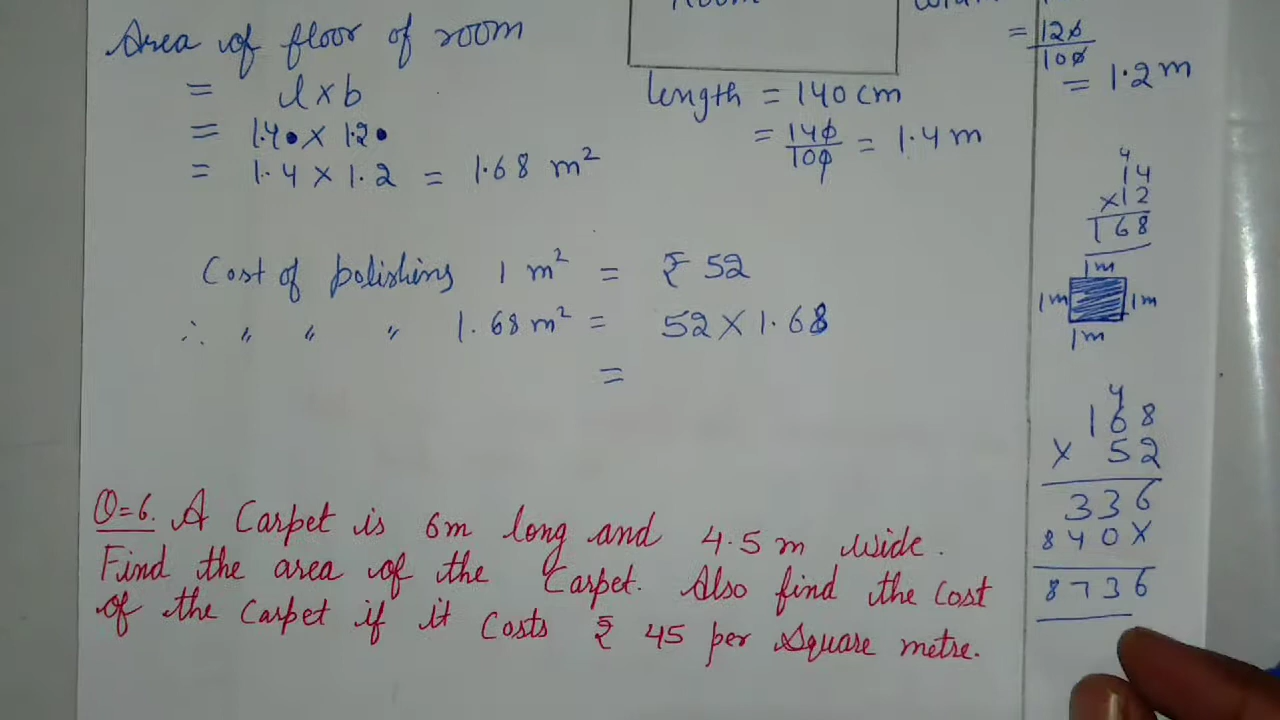 Area of floor of room
= l × b
= 1.40 × 1.20
= 1.4 × 1.2 = 1.68 m²
length = 140 cm
= 140/100 = 1.4 m
= 120/100
= 1.2 m
4
14
×12
168
1m
1m 1m
1m
Cost of polishing 1 m² = ₹ 52
∴ " " " 1.68 m² = 52 × 1.68
=
4
168
× 52
336
840×
8736
Q=6. A Carpet is 6m long and 4.5 m wide.
Find the area of the Carpet. Also find the cost
of the carpet if it costs ₹ 45 per square metre.